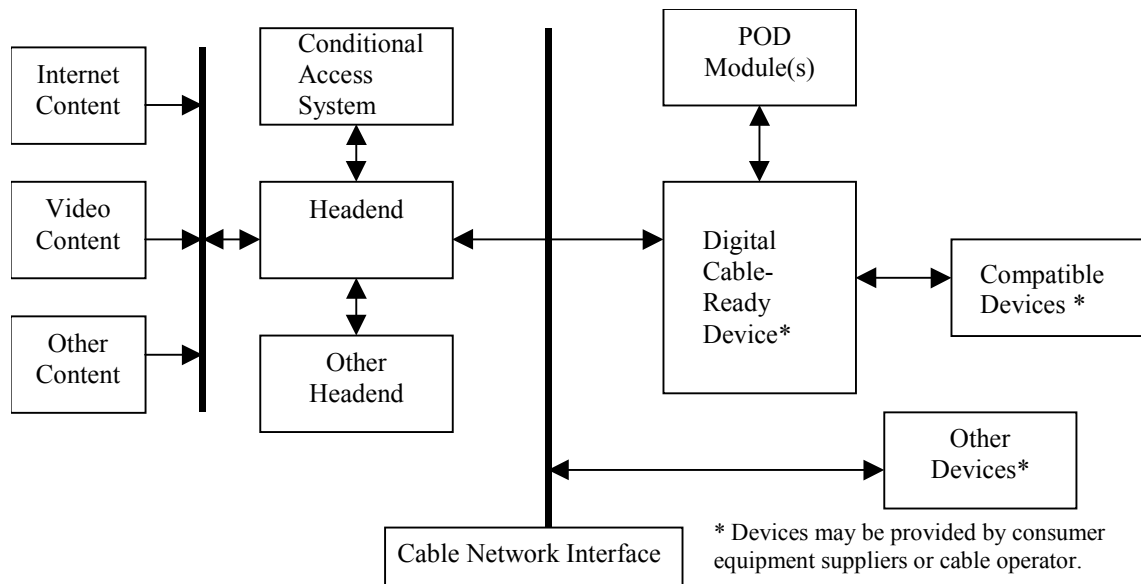 Internet
Content
Video
Content
Other
Content
Conditional
Access
System
Headend
Other
Headend
POD
Module(s)
Digital
Cable-
Ready
Device*
Compatible
Devices *
Other
Devices*
Cable Network Interface
* Devices may be provided by consumer
equipment suppliers or cable operator.